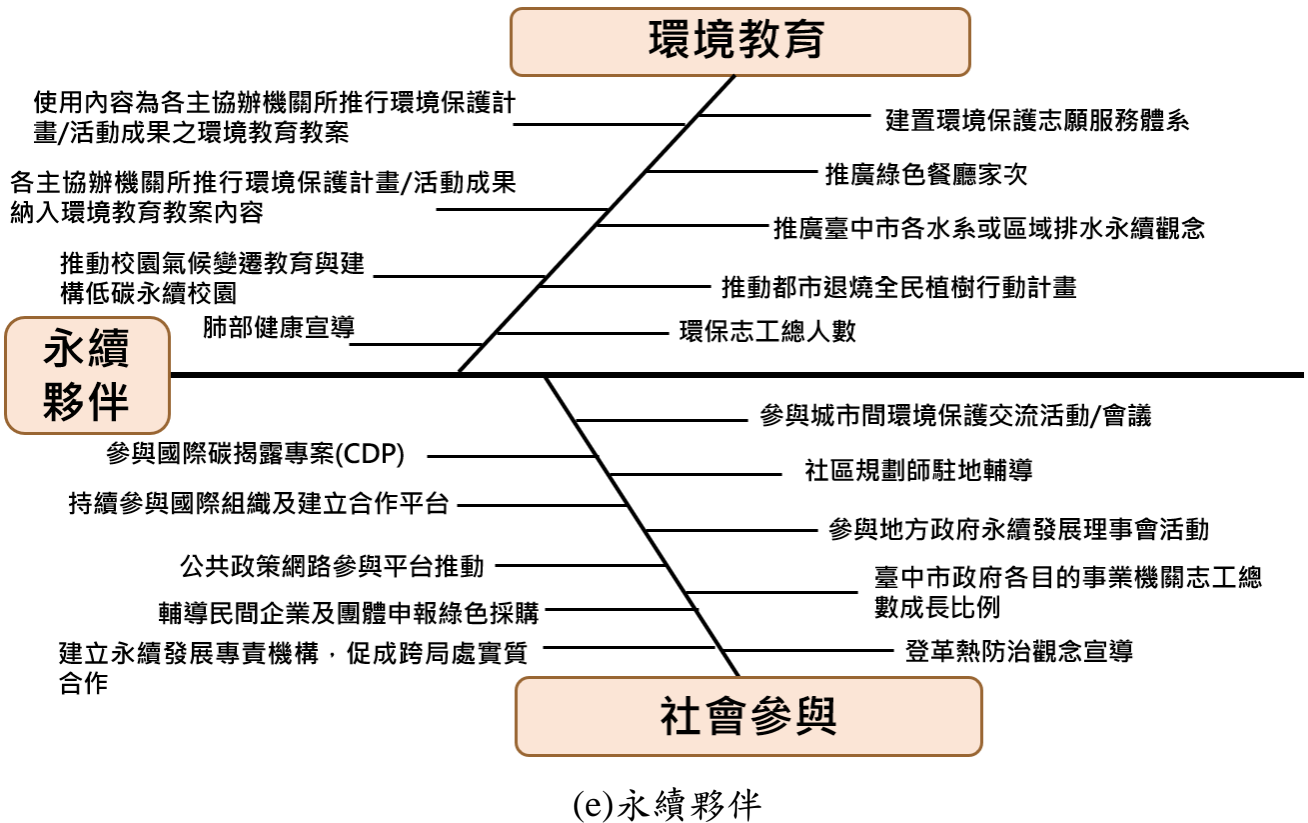 環境教育
使用內容為各主協辦機關所推行環境保護計
畫/活動成果之環境教育教案
各主協辦機關所推行環境保護計畫/活動成果
納入環境教育教案內容
推動校園氣候變遷教育與建
構低碳永續校園
肺部健康宣導
建置環境保護志願服務體系
推廣綠色餐廳家次
推廣臺中市各水系或區域排水永續觀念
推動都市退燒全民植樹行動計畫
環保志工總人數
永續
夥伴
參與國際碳揭露專案(CDP)
持續參與國際組織及建立合作平台
公共政策網路參與平台推動
輔導民間企業及團體申報綠色採購
建立永續發展專責機構，促成跨局處實質
合作
參與城市間環境保護交流活動/會議
社區規劃師駐地輔導
參與地方政府永續發展理事會活動
臺中市政府各目的事業機關志工總
數成長比例
登革熱防治觀念宣導
社會參與
(e)永續夥伴